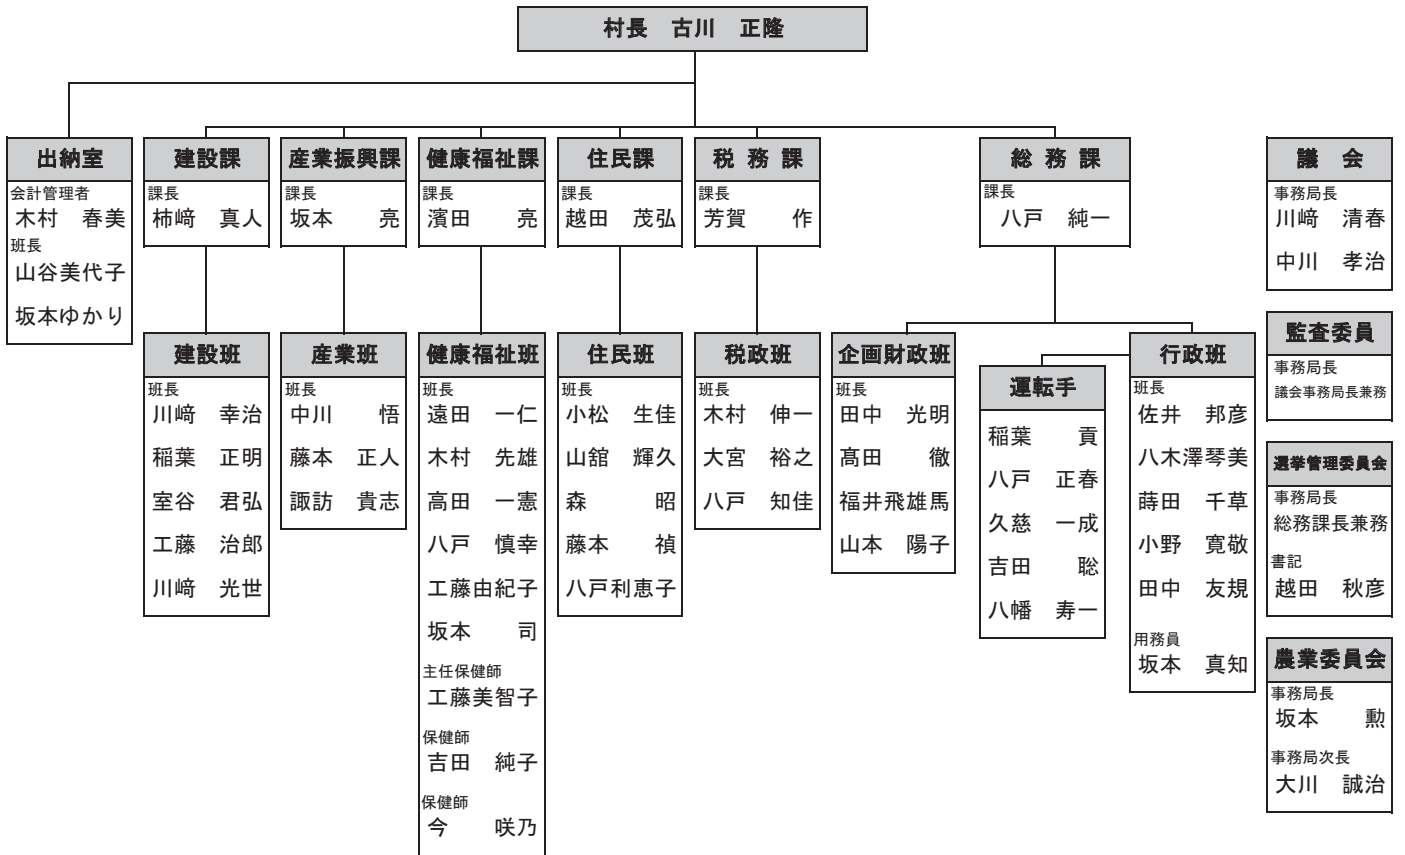 村長　古川　正隆
出納室
会計管理者
木村　春美
班長
山谷美代子
坂本ゆかり
建設課
課長
柿﨑　真人
建設班
班長
川﨑　幸治
稲葉　正明
室谷　君弘
工藤　治郎
川﨑　光世
産業振興課
課長
坂本　亮
産業班
班長
中川　悟
藤本　正人
諏訪　貴志
健康福祉課
課長
濱田　亮
健康福祉班
班長
遠田　一仁
木村　先雄
高田　一憲
八戸　慎幸
工藤由紀子
坂本　司
主任保健師
工藤美智子
保健師
吉田　純子
保健師
今　咲乃
住民課
課長
越田　茂弘
住民班
班長
小松　生佳
山舘　輝久
森　昭
藤本　禎
八戸利恵子
税務課
課長
芳賀　作
税政班
班長
木村　伸一
大宮　裕之
八戸　知佳
総務課
課長
八戸　純一
企画財政班
班長
田中　光明
髙田　徹
福井飛雄馬
山本　陽子
運転手
稲葉　貢
八戸　正春
久慈　一成
吉田　聡
八幡　寿一
行政班
班長
佐井　邦彦
八木澤琴美
蒔田　千草
小野　寛敬
田中　友規
用務員
坂本　真知
議　会
事務局長
川﨑　清春
中川　孝治
監査委員
事務局長
議会事務局長兼務
選挙管理委員会
事務局長
総務課長兼務
書記
越田　秋彦
農業委員会
事務局長
坂本　勲
事務局次長
大川　誠治